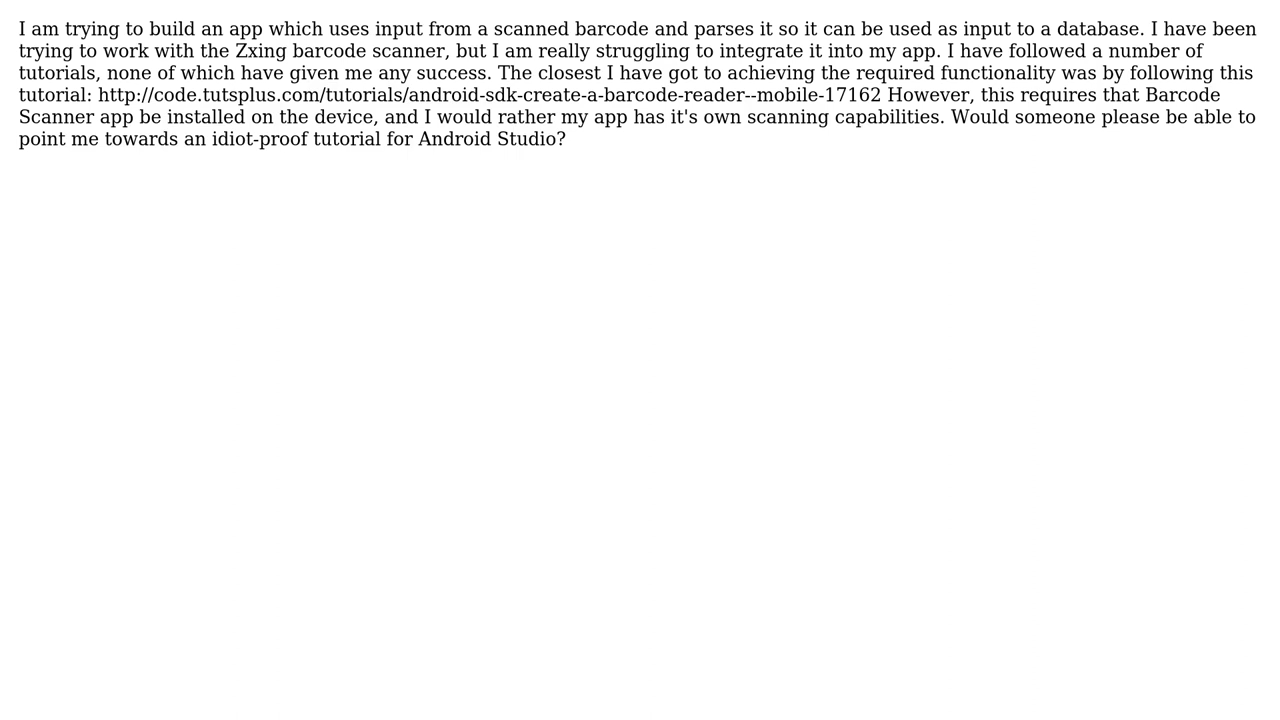 I am trying to build an app which uses input from a scanned barcode and parses it so it can be used as input to a database. I have been
trying to work with the Zxing barcode scanner, but I am really struggling to integrate it into my app. I have followed a number of
tutorials, none of which have given me any success. The closest I have got to achieving the required functionality was by following this
tutorial: http://code.tutsplus.com/tutorials/android-sdk-create-a-barcode-reader--mobile-17162 However, this requires that Barcode
Scanner app be installed on the device, and I would rather my app has it's own scanning capabilities. Would someone please be able to
point me towards an idiot-proof tutorial for Android Studio?